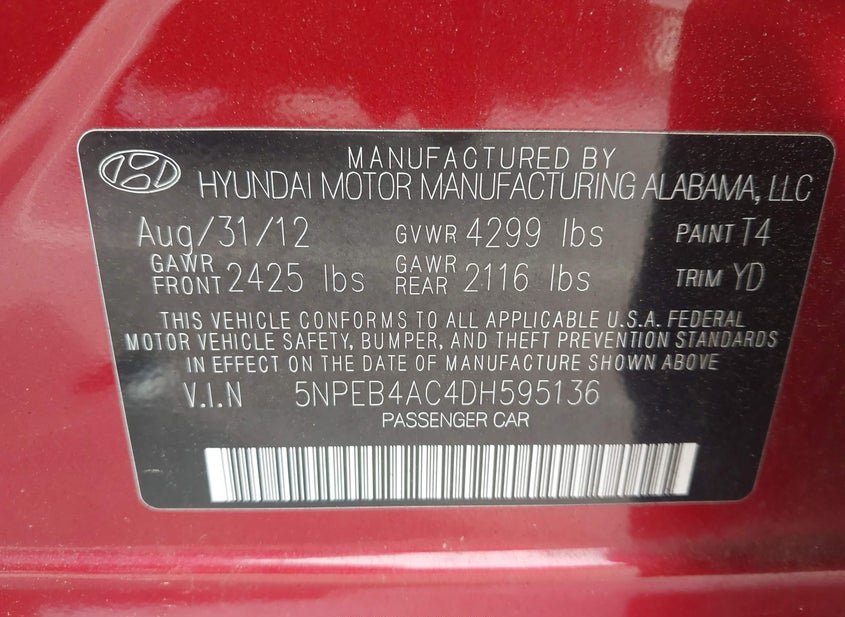 MANUFACTURED BY
HYUNDAI MOTOR MANUFACTURING ALABAMA, LLC
Aug/31/12 GVWR 4299 lbs PAINT T4
GAWR FRONT 2425 lbs GAWR REAR 2116 lbs TRIM YD
THIS VEHICLE CONFORMS TO ALL APPLICABLE U.S.A. FEDERAL
MOTOR VEHICLE SAFETY, BUMPER, AND THEFT PREVENTION STANDARDS
IN EFFECT ON THE DATE OF MANUFACTURE SHOWN ABOVE
V.I.N 5NPEB4AC4DH595136
PASSENGER CAR